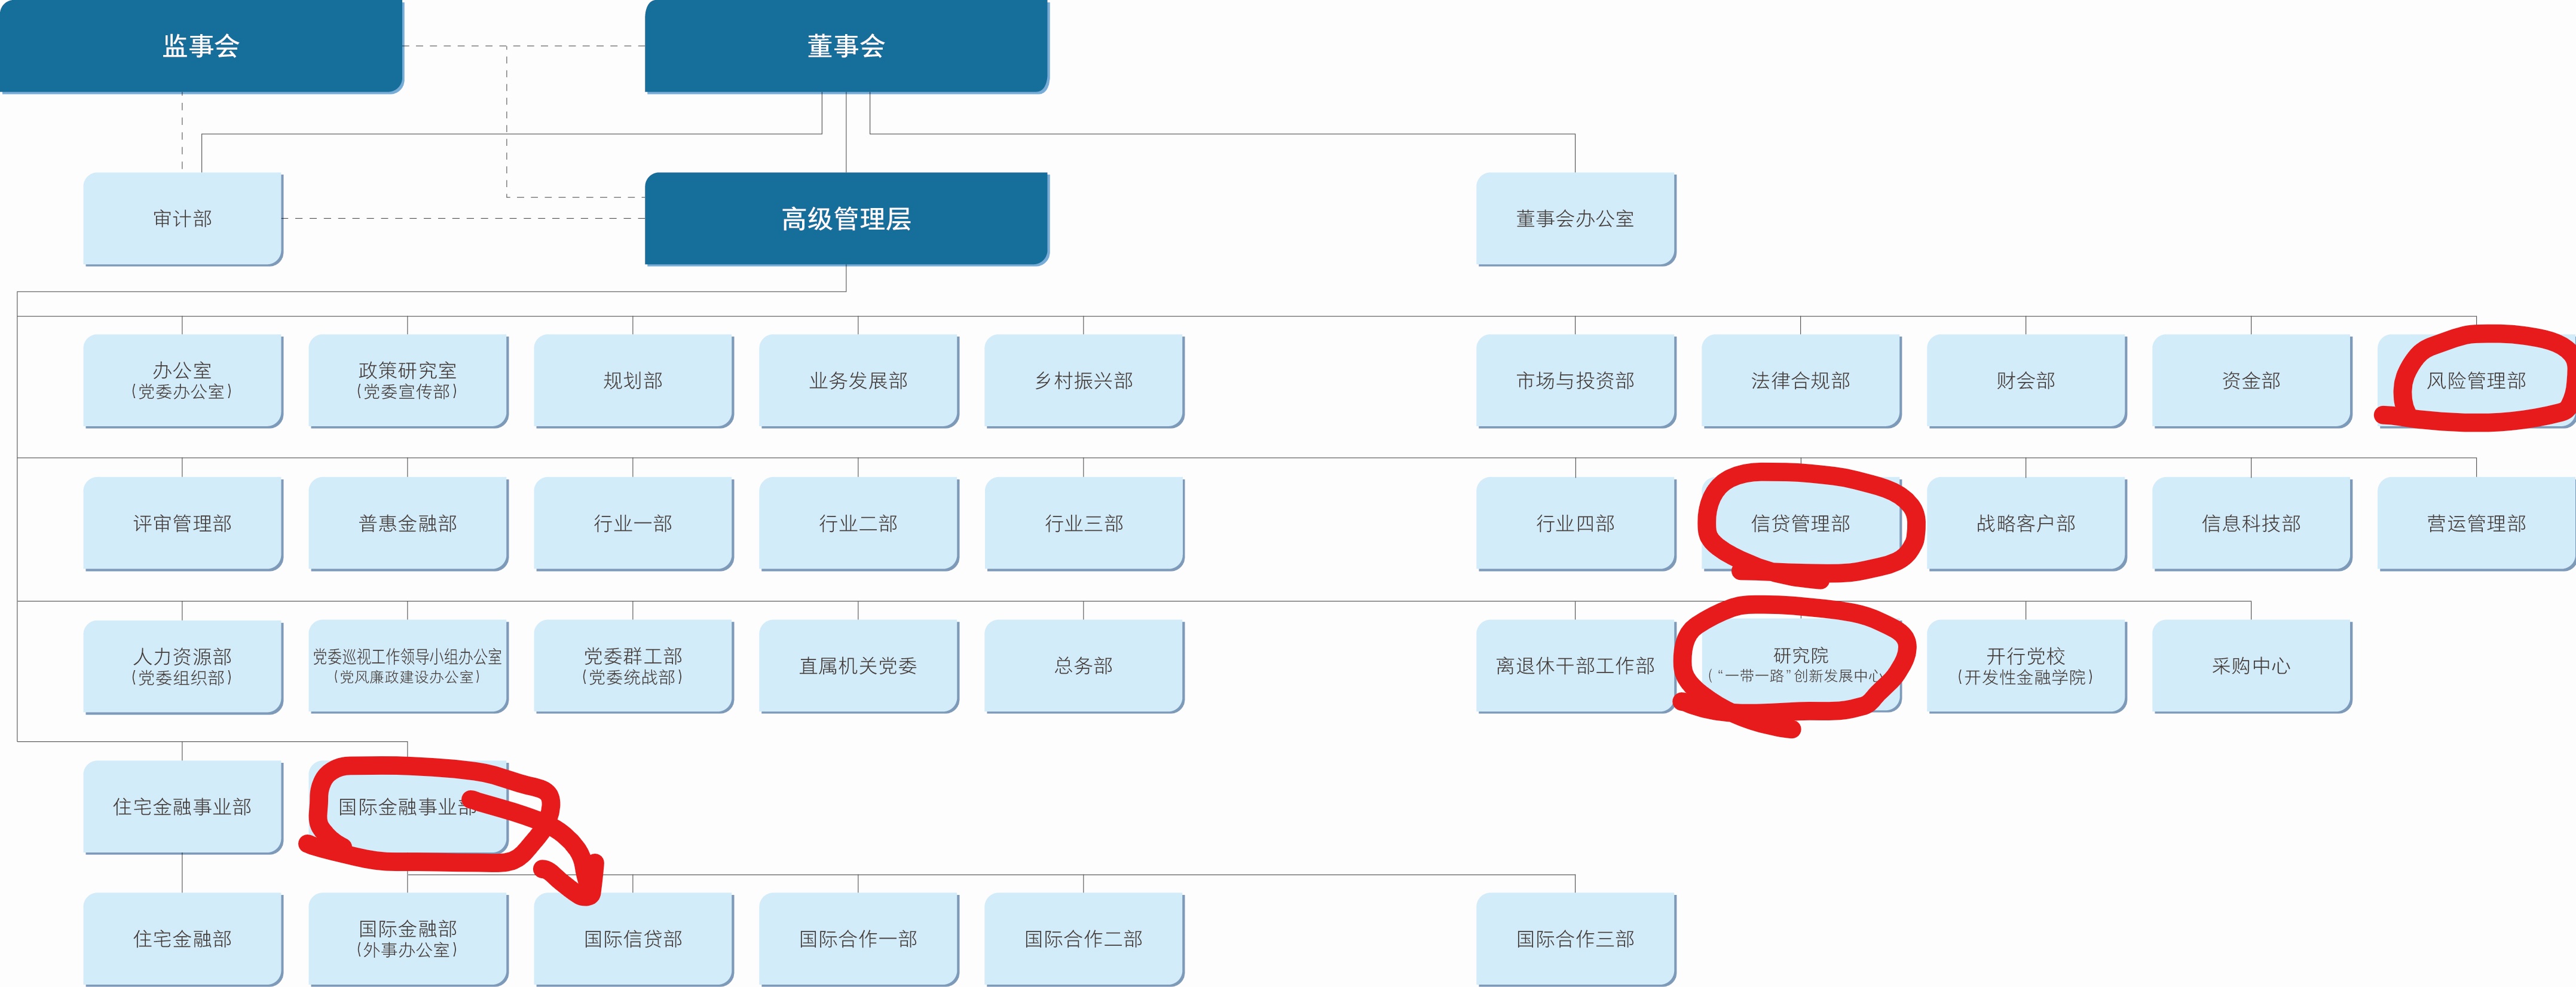 监事会
董事会
审计部
高级管理层
董事会办公室
办公室
（党委办公室）
政策研究室
（党委宣传部）
规划部
业务发展部
乡村振兴部
市场与投资部
法律合规部
财会部
资金部
风险管理部
评审管理部
普惠金融部
行业一部
行业二部
行业三部
行业四部
信贷管理部
战略客户部
信息科技部
营运管理部
人力资源部
（党委组织部）
党委巡视工作领导小组办公室
（党风廉政建设办公室）
党委群工部
（党委统战部）
直属机关党委
总务部
离退休干部工作部
研究院
（“一带一路”创新发展中心
开行党校
（开发性金融学院）
采购中心
住宅金融事业部
国际金融事业部
住宅金融部
国际金融部
（外事办公室）
国际信贷部
国际合作一部
国际合作二部
国际合作三部